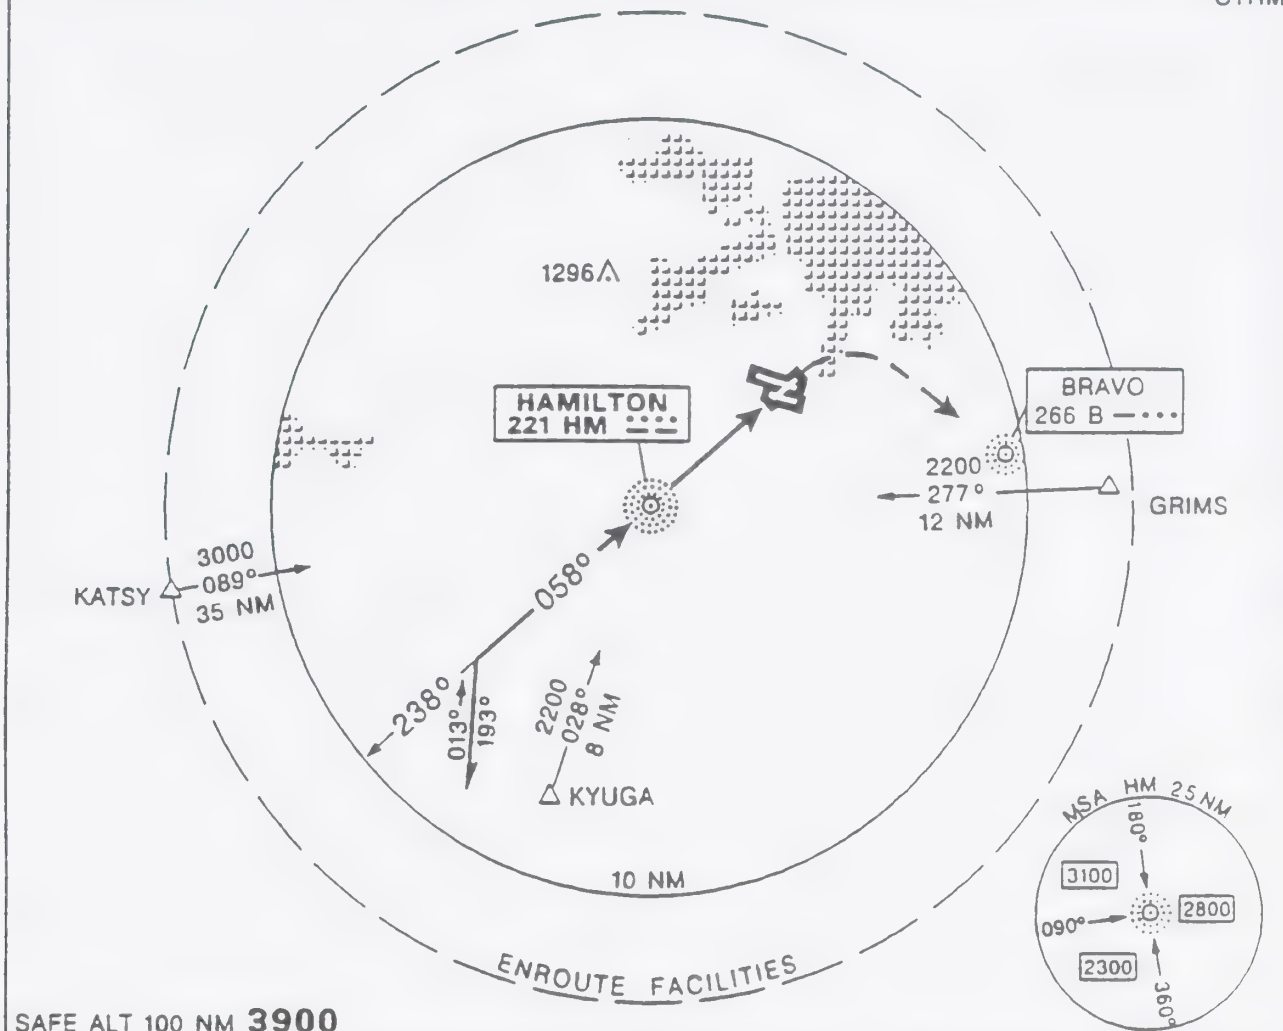 1296
HAMILTON
221 HM
BRAVO
266 B
2200
277°
12 NM
GRIMS
3000
089°
35 NM
KATSY
058°
238°
013°
193°
2200
028°
8 NM
KYUGA
10 NM
ENROUTE FACILITIES
MSA HM 25 NM
180°
3100
2800
090°
2300
360°
SAFE ALT 100 NM 3900